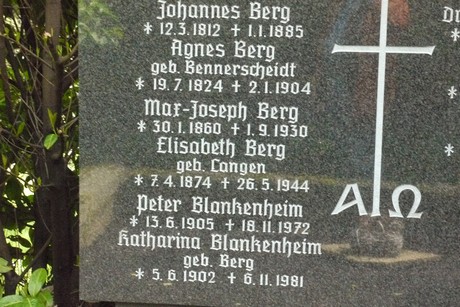 Johannes Berg
* 12.3.1812 † 1.1.1885
Agnes Berg
geb. Bennerscheidt
* 19.7.1824 † 2.1.1904
Max-Joseph Berg
* 30.1.1860 † 1.9.1930
Elisabeth Berg
geb. Langen
* 7.4.1874 † 26.5.1944
Peter Blankenheim
* 13.6.1905 † 18.11.1972
Katharina Blankenheim
geb. Berg
* 5.6.1902 † 6.11.1981
Α Ω